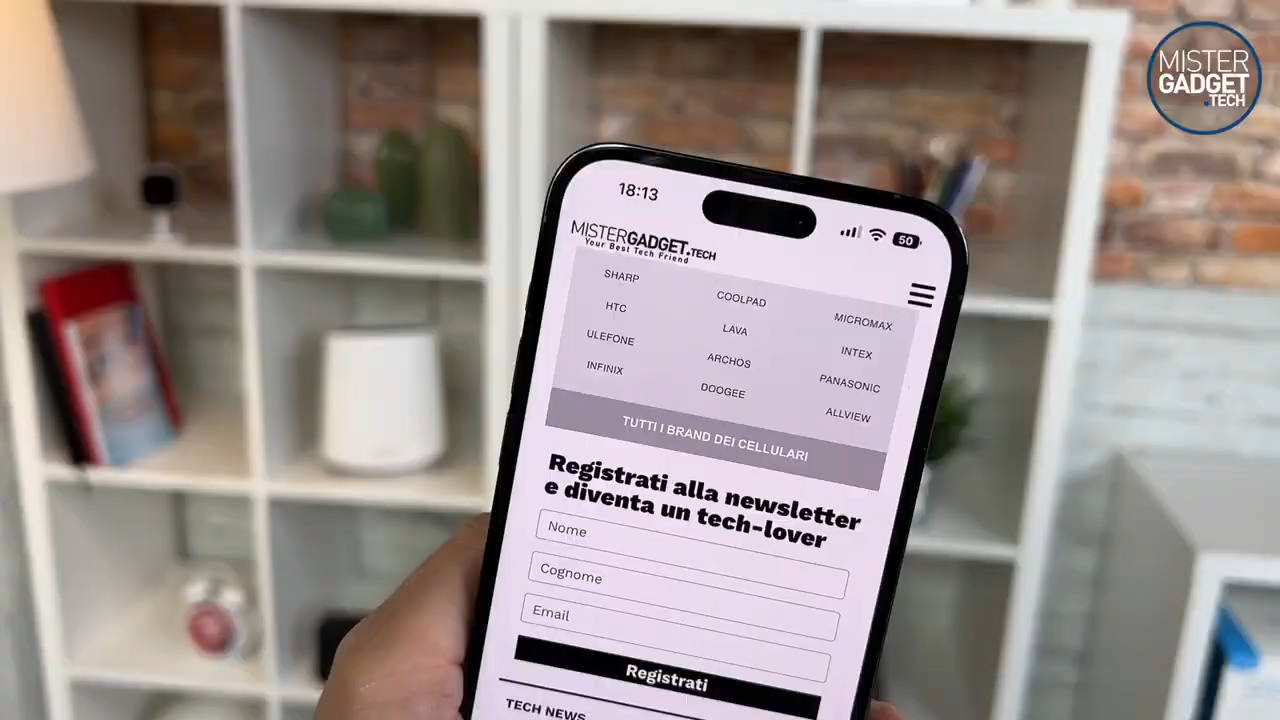 MISTER
GADGET
.TECH
18:13
50
MISTERGADGET.TECH
Your Best Tech Friend
SHARP
COOLPAD
MICROMAX
HTC
LAVA
INTEX
ULEFONE
ARCHOS
PANASONIC
INFINIX
DOOGEE
ALLVIEW
TUTTI I BRAND DEI CELLULARI
Registrati alla newsletter
e diventa un tech-lover
Nome
Cognome
Email
Registrati
TECH NEWS